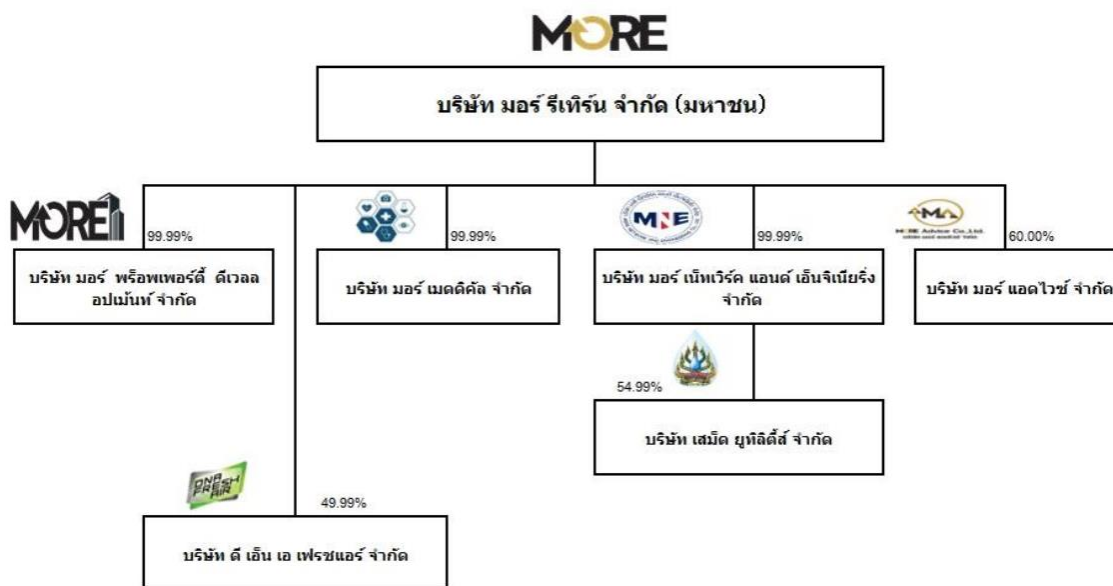 MORE
บริษัท มอร์ รีเทิร์น จำกัด (มหาชน)
MORE
99.99%
99.99%
MNE
99.99%
MA
MORE Advice Co.,Ltd.
60.00%
บริษัท มอร์ พร็อพเพอร์ตี้ ดีเวลล
อปเม้นท์ จำกัด
บริษัท มอร์ เมดดิคัล จำกัด
บริษัท มอร์ เน็ทเวิร์ค แอนด์ เอ็นจิเนียริ่ง
จำกัด
บริษัท มอร์ แอดไวซ์ จำกัด
54.99%
บริษัท เสม็ด ยูทิลิตี้ส์ จำกัด
DNA
FRESH
AIR
49.99%
บริษัท ดี เอ็น เอ เฟรชแอร์ จำกัด